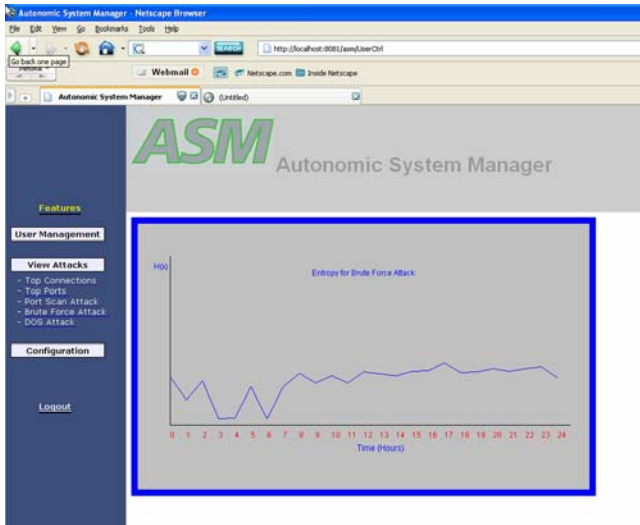 Autonomic System Manager - Netscape Browser
File Edit View Go Bookmarks Tools Help
SEARCH http://localhost:8081/asm/UserCtrl
Go back one page
Webmail Netscape.com Inside Netscape
Autonomic System Manager (Untitled)
ASM Autonomic System Manager
Features
User Management
View Attacks
- Top Connections
- Top Ports
- Port Scan Attack
- Brute Force Attack
- DOS Attack
Configuration
Logout
Entropy for Brute Force Attack
H(x)
0 1 2 3 4 5 6 7 8 9 10 11 12 13 14 15 16 17 18 19 20 21 22 23 24
Time (Hours)